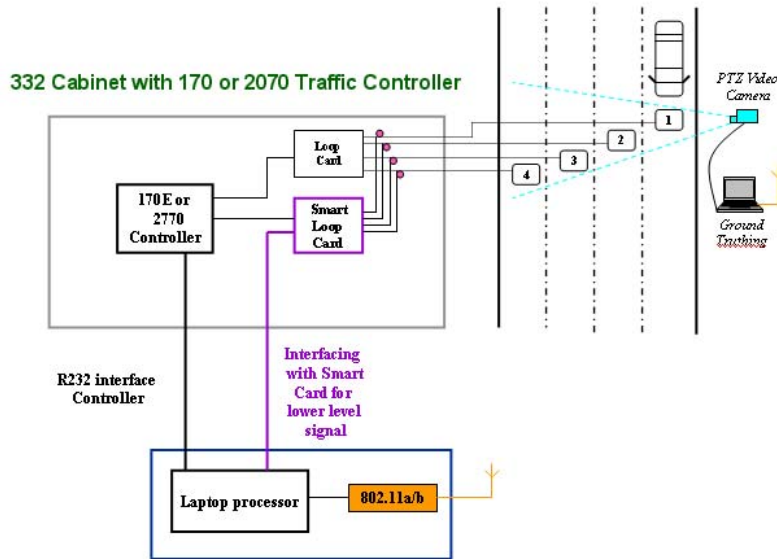 332 Cabinet with 170 or 2070 Traffic Controller
PTZ Video
Camera
1
2
3
4
Loop
Card
170E or
2770
Controller
Smart
Loop
Card
Ground
Truthing
R232 interface
Controller
Interfacing
with Smart
Card for
lower level
signal
Laptop processor
802.11a/b